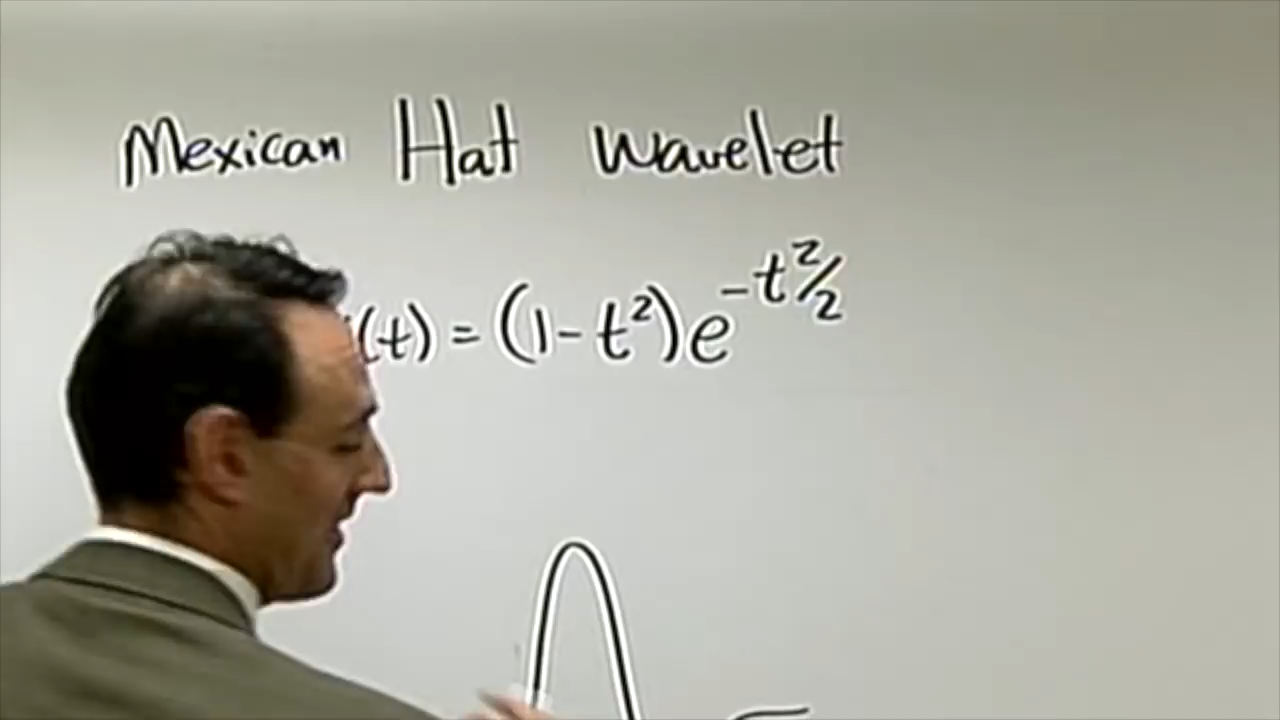 Mexican Hat Wavelet
(t) = (1-t²)e^{-t²/2}